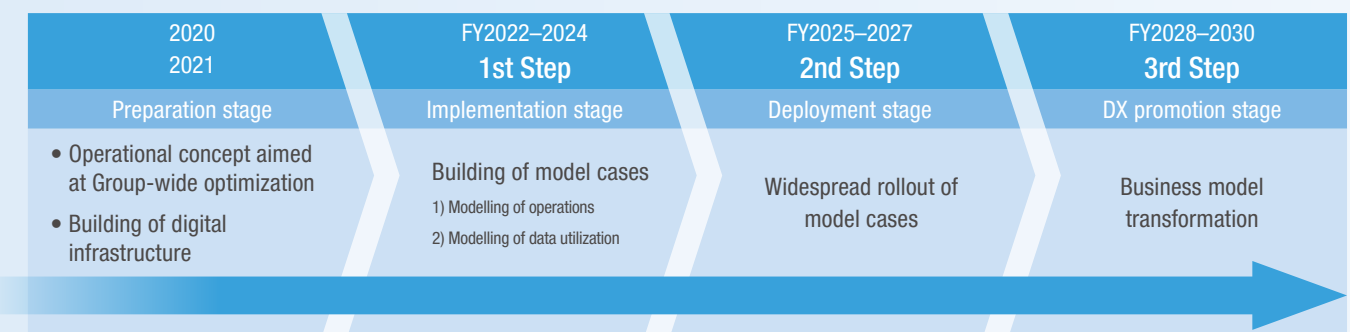 2020
2021
Preparation stage
• Operational concept aimed
at Group-wide optimization
• Building of digital
infrastructure
FY2022–2024
1st Step
Implementation stage
Building of model cases
1) Modelling of operations
2) Modelling of data utilization
FY2025–2027
2nd Step
Deployment stage
Widespread rollout of
model cases
FY2028–2030
3rd Step
DX promotion stage
Business model
transformation